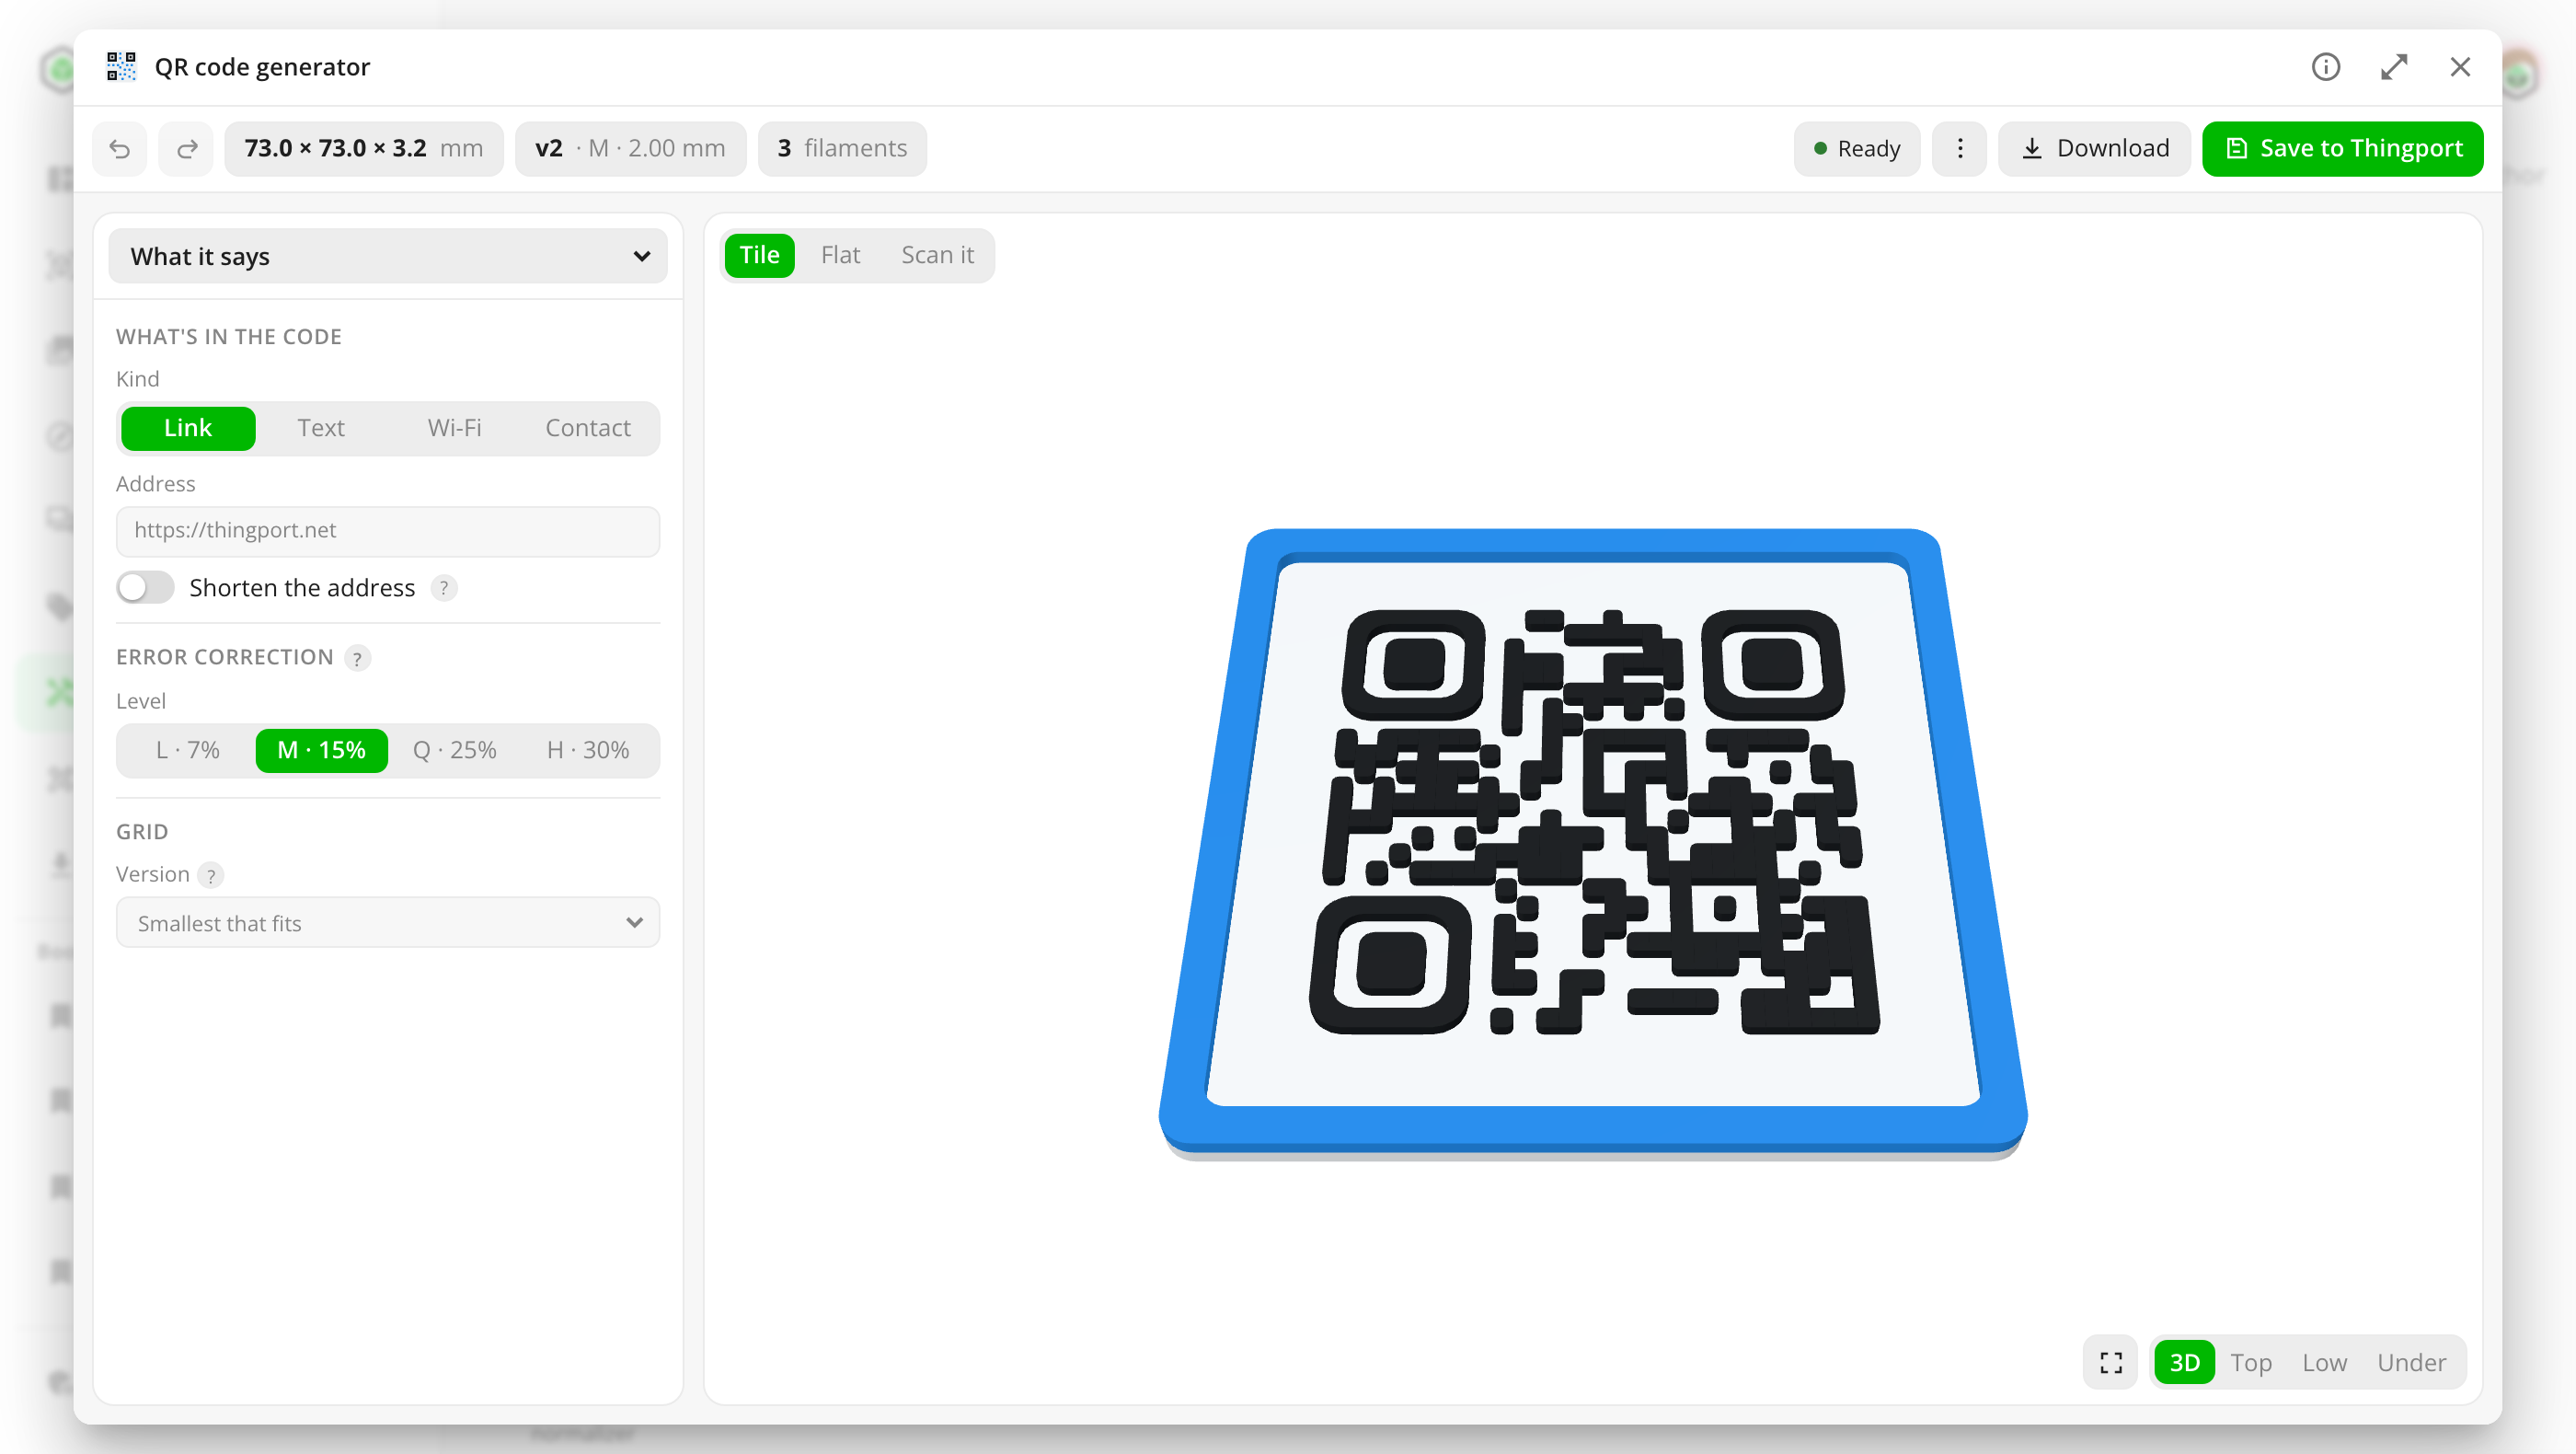 QR code generator
73.0 × 73.0 × 3.2 mm
v2 · M · 2.00 mm
3 filaments
Ready
Download
Save to Thingport
What it says
Tile
Flat
Scan it
WHAT'S IN THE CODE
Kind
Link
Text
Wi-Fi
Contact
Address
https://thingport.net
Shorten the address ?
ERROR CORRECTION ?
Level
L · 7%
M · 15%
Q · 25%
H · 30%
GRID
Version ?
Smallest that fits
3D
Top
Low
Under
normalizer